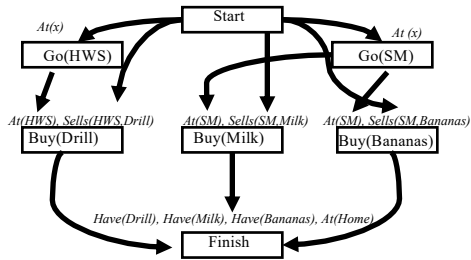 Start
At(x)
At (x)
Go(HWS)
Go(SM)
At(HWS), Sells(HWS,Drill)
At(SM), Sells(SM,Milk)
At(SM), Sells(SM,Bananas)
Buy(Drill)
Buy(Milk)
Buy(Bananas)
Have(Drill), Have(Milk), Have(Bananas), At(Home)
Finish